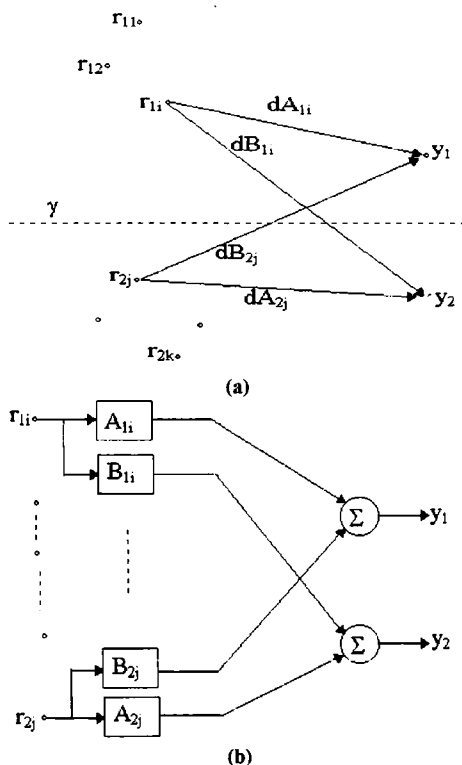 r₁₁
r₁₂
r₁ᵢ
dA₁ᵢ
dB₁ᵢ
y₁
γ
dB₂ⱼ
r₂ⱼ
dA₂ⱼ
y₂
r₂ₖ
(a)
r₁ᵢ
A₁ᵢ
B₁ᵢ
Σ
y₁
Σ
y₂
B₂ⱼ
r₂ⱼ
A₂ⱼ
(b)